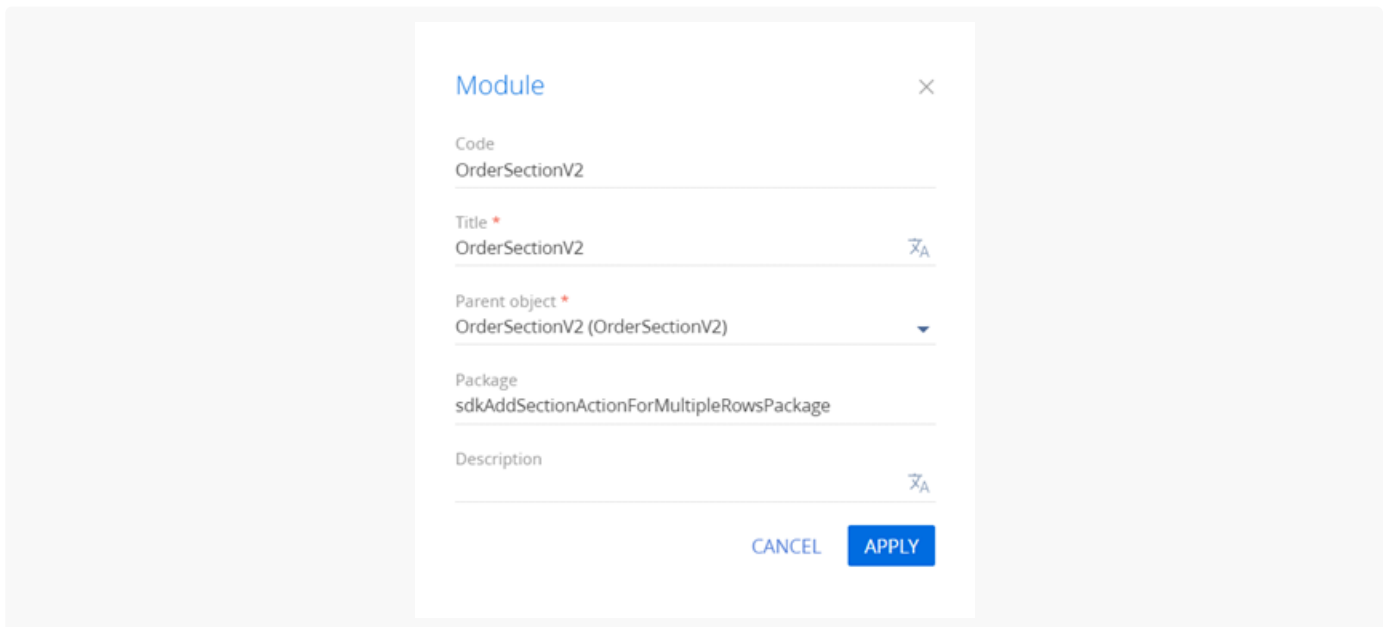 Module
Code
OrderSectionV2
Title *
OrderSectionV2
Parent object *
OrderSectionV2 (OrderSectionV2)
Package
sdkAddSectionActionForMultipleRowsPackage
Description
CANCEL APPLY